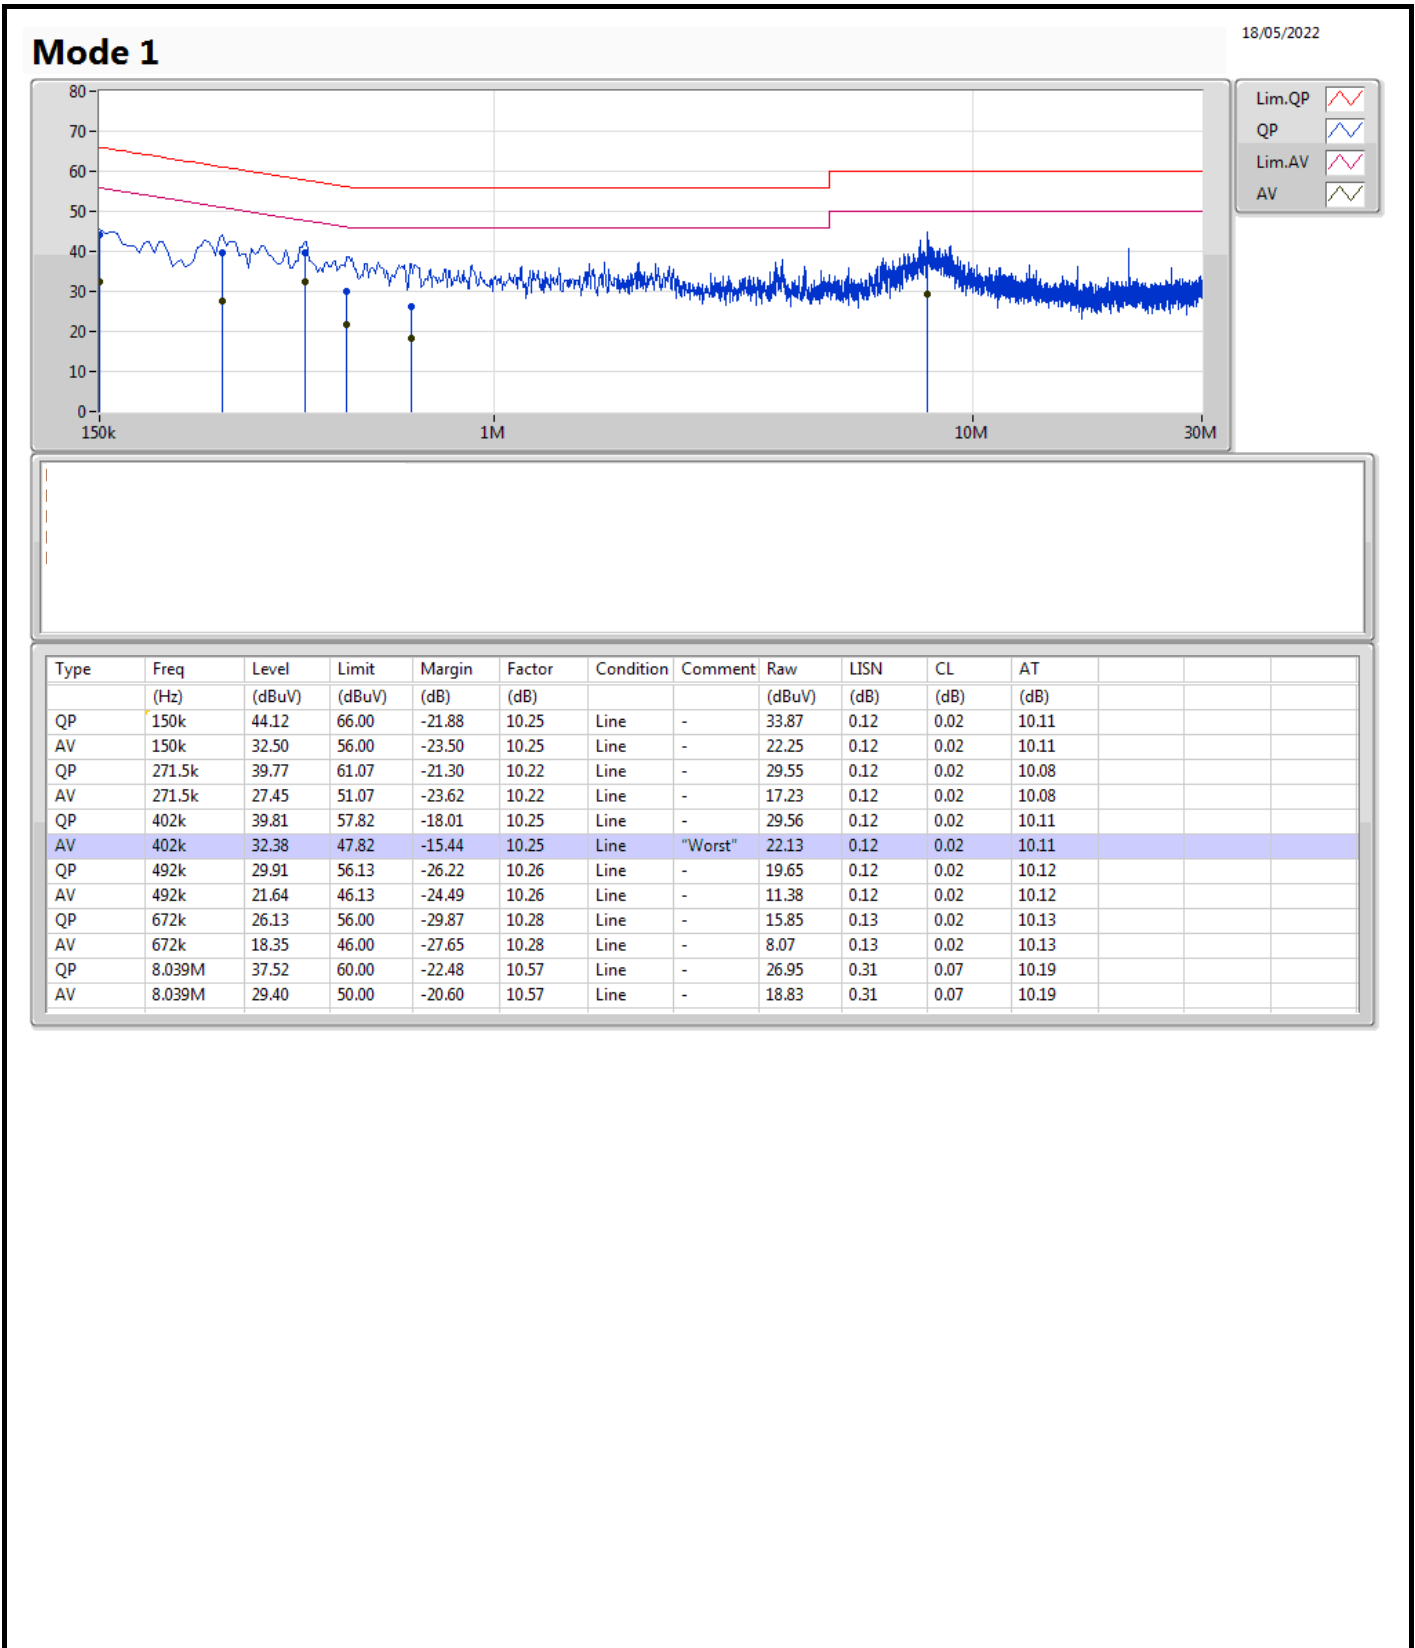 18/05/2022
Mode 1
80
70
60
50
40
30
20
10
0
150k 1M 10M 30M
Lim.QP
QP
Lim.AV
AV
Type Freq Level Limit Margin Factor Condition Comment Raw LISN CL AT
(Hz) (dBuV) (dBuV) (dB) (dB) (dBuV) (dB) (dB) (dB)
QP 150k 44.12 66.00 -21.88 10.25 Line - 33.87 0.12 0.02 10.11
AV 150k 32.50 56.00 -23.50 10.25 Line - 22.25 0.12 0.02 10.11
QP 271.5k 39.77 61.07 -21.30 10.22 Line - 29.55 0.12 0.02 10.08
AV 271.5k 27.45 51.07 -23.62 10.22 Line - 17.23 0.12 0.02 10.08
QP 402k 39.81 57.82 -18.01 10.25 Line - 29.56 0.12 0.02 10.11
AV 402k 32.38 47.82 -15.44 10.25 Line "Worst" 22.13 0.12 0.02 10.11
QP 492k 29.91 56.13 -26.22 10.26 Line - 19.65 0.12 0.02 10.12
AV 492k 21.64 46.13 -24.49 10.26 Line - 11.38 0.12 0.02 10.12
QP 672k 26.13 56.00 -29.87 10.28 Line - 15.85 0.13 0.02 10.13
AV 672k 18.35 46.00 -27.65 10.28 Line - 8.07 0.13 0.02 10.13
QP 8.039M 37.52 60.00 -22.48 10.57 Line - 26.95 0.31 0.07 10.19
AV 8.039M 29.40 50.00 -20.60 10.57 Line - 18.83 0.31 0.07 10.19